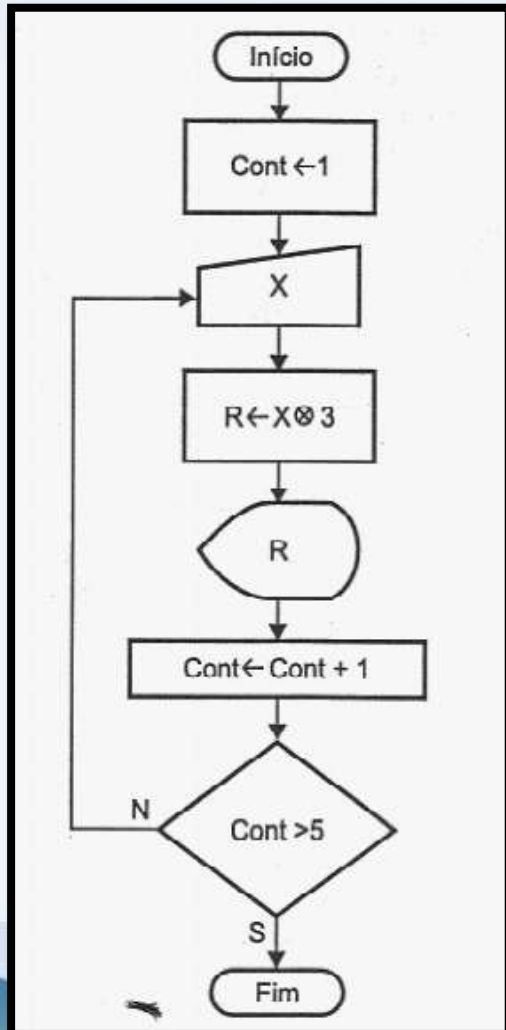 Início
Cont ←1
X
R←X⊗3
R
Cont← Cont + 1
N
Cont >5
S
Fim